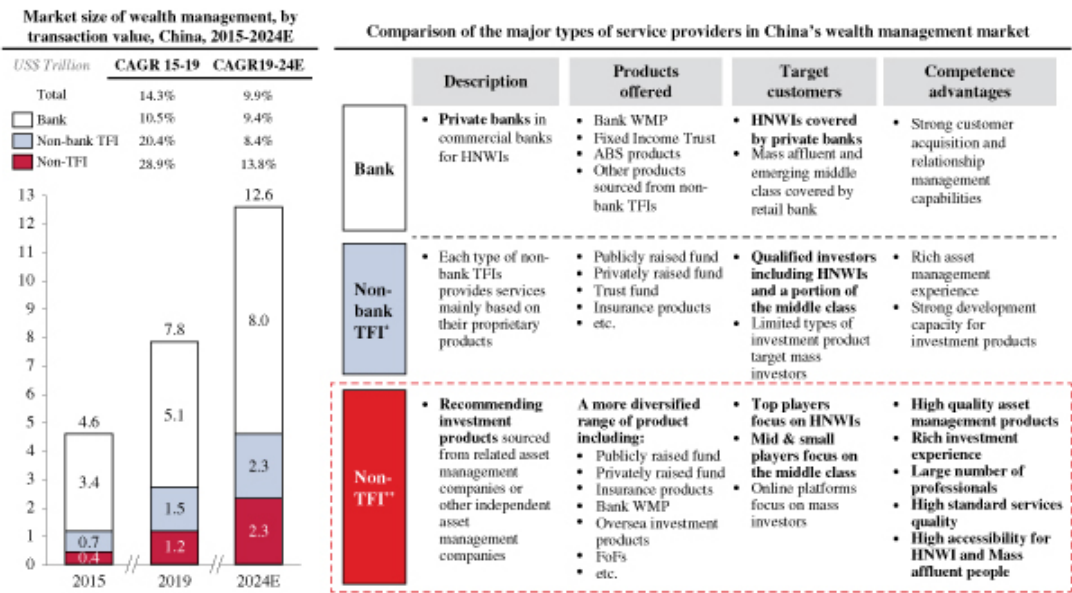 Market size of wealth management, by
transaction value, China, 2015-2024E
US$ Trillion CAGR 15-19 CAGR19-24E
Total 14.3% 9.9%
Bank 10.5% 9.4%
Non-bank TFI 20.4% 8.4%
Non-TFI 28.9% 13.8%
13
12
11
10
9
8
7
6
5
4
3
2
1
0
4.6
3.4
0.7
0.4
7.8
5.1
1.5
1.2
12.6
8.0
2.3
2.3
2015 // 2019 // 2024E
Comparison of the major types of service providers in China's wealth management market
Description
Products
offered
Target
customers
Competence
advantages
Bank
• Private banks in
commercial banks
for HNWIs
• Bank WMP
• Fixed Income Trust
• ABS products
• Other products
sourced from non-
bank TFIs
• HNWIs covered
by private banks
• Mass affluent and
emerging middle
class covered by
retail bank
• Strong customer
acquisition and
relationship
management
capabilities
Non-
bank
TFI*
• Each type of non-
bank TFIs
provides services
mainly based on
their proprietary
products
• Publicly raised fund
• Privately raised fund
• Trust fund
• Insurance products
• etc.
• Qualified investors
including HNWIs
and a portion of
the middle class
• Limited types of
investment product
target mass
investors
• Rich asset
management
experience
• Strong development
capacity for
investment products
Non-
TFI**
• Recommending
investment
products sourced
from related asset
management
companies or
other independent
asset
management
companies
A more diversified
range of product
including:
• Publicly raised fund
• Privately raised fund
• Insurance products
• Bank WMP
• Oversea investment
products
• FoFs
• etc.
• Top players
focus on HNWIs
• Mid & small
players focus on
the middle class
• Online platforms
focus on mass
investors
• High quality asset
management products
• Rich investment
experience
• Large number of
professionals
• High standard services
quality
• High accessibility for
HNWI and Mass
affluent people